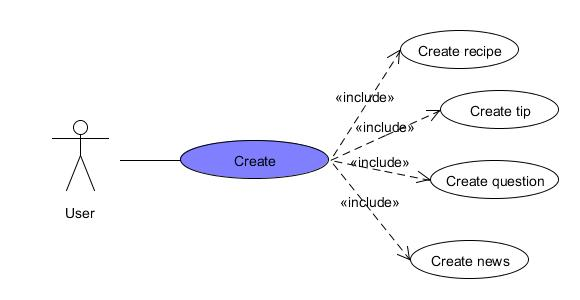 Create recipe
«include»
Create tip
«include»
Create
«include»
Create question
«include»
User
Create news